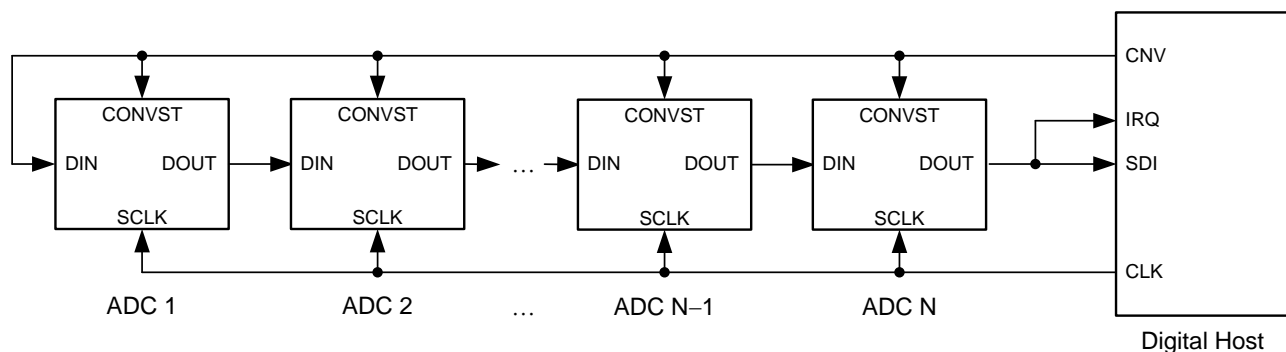 CNV
CONVST CONVST CONVST CONVST
IRQ
DIN DOUT DIN DOUT ... DIN DOUT DIN DOUT SDI
SCLK SCLK SCLK SCLK
CLK
ADC 1 ADC 2 ... ADC N−1 ADC N
Digital Host